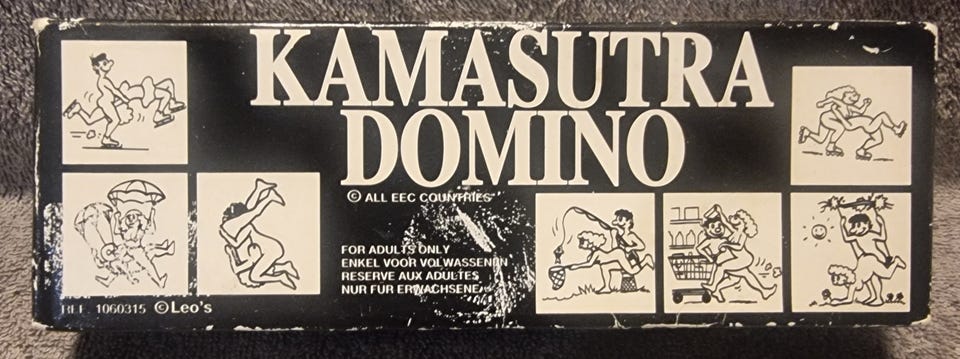 KAMASUTRA
DOMINO
© ALL EEC COUNTRIES
FOR ADULTS ONLY
ENKEL VOOR VOLWASSENEN
RESERVE AUX ADULTES
NUR FUR ERWACHSENE
REF. 1060315 ©Leo's